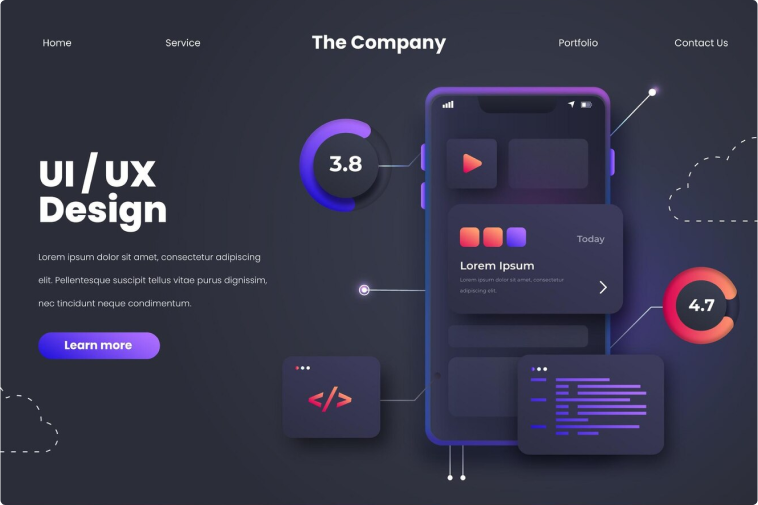 Home
Service
The Company
Portfolio
Contact Us
UI / UX
Design
Lorem ipsum dolor sit amet, consectetur adipiscing
elit. Pellentesque suscipit tellus vitae purus dignissim,
nec tincidunt neque condimentum.
Learn more
3.8
Today
Lorem Ipsum
Lorem ipsum dolor sit amet, consectetur
adipiscing elit.
4.7
</>